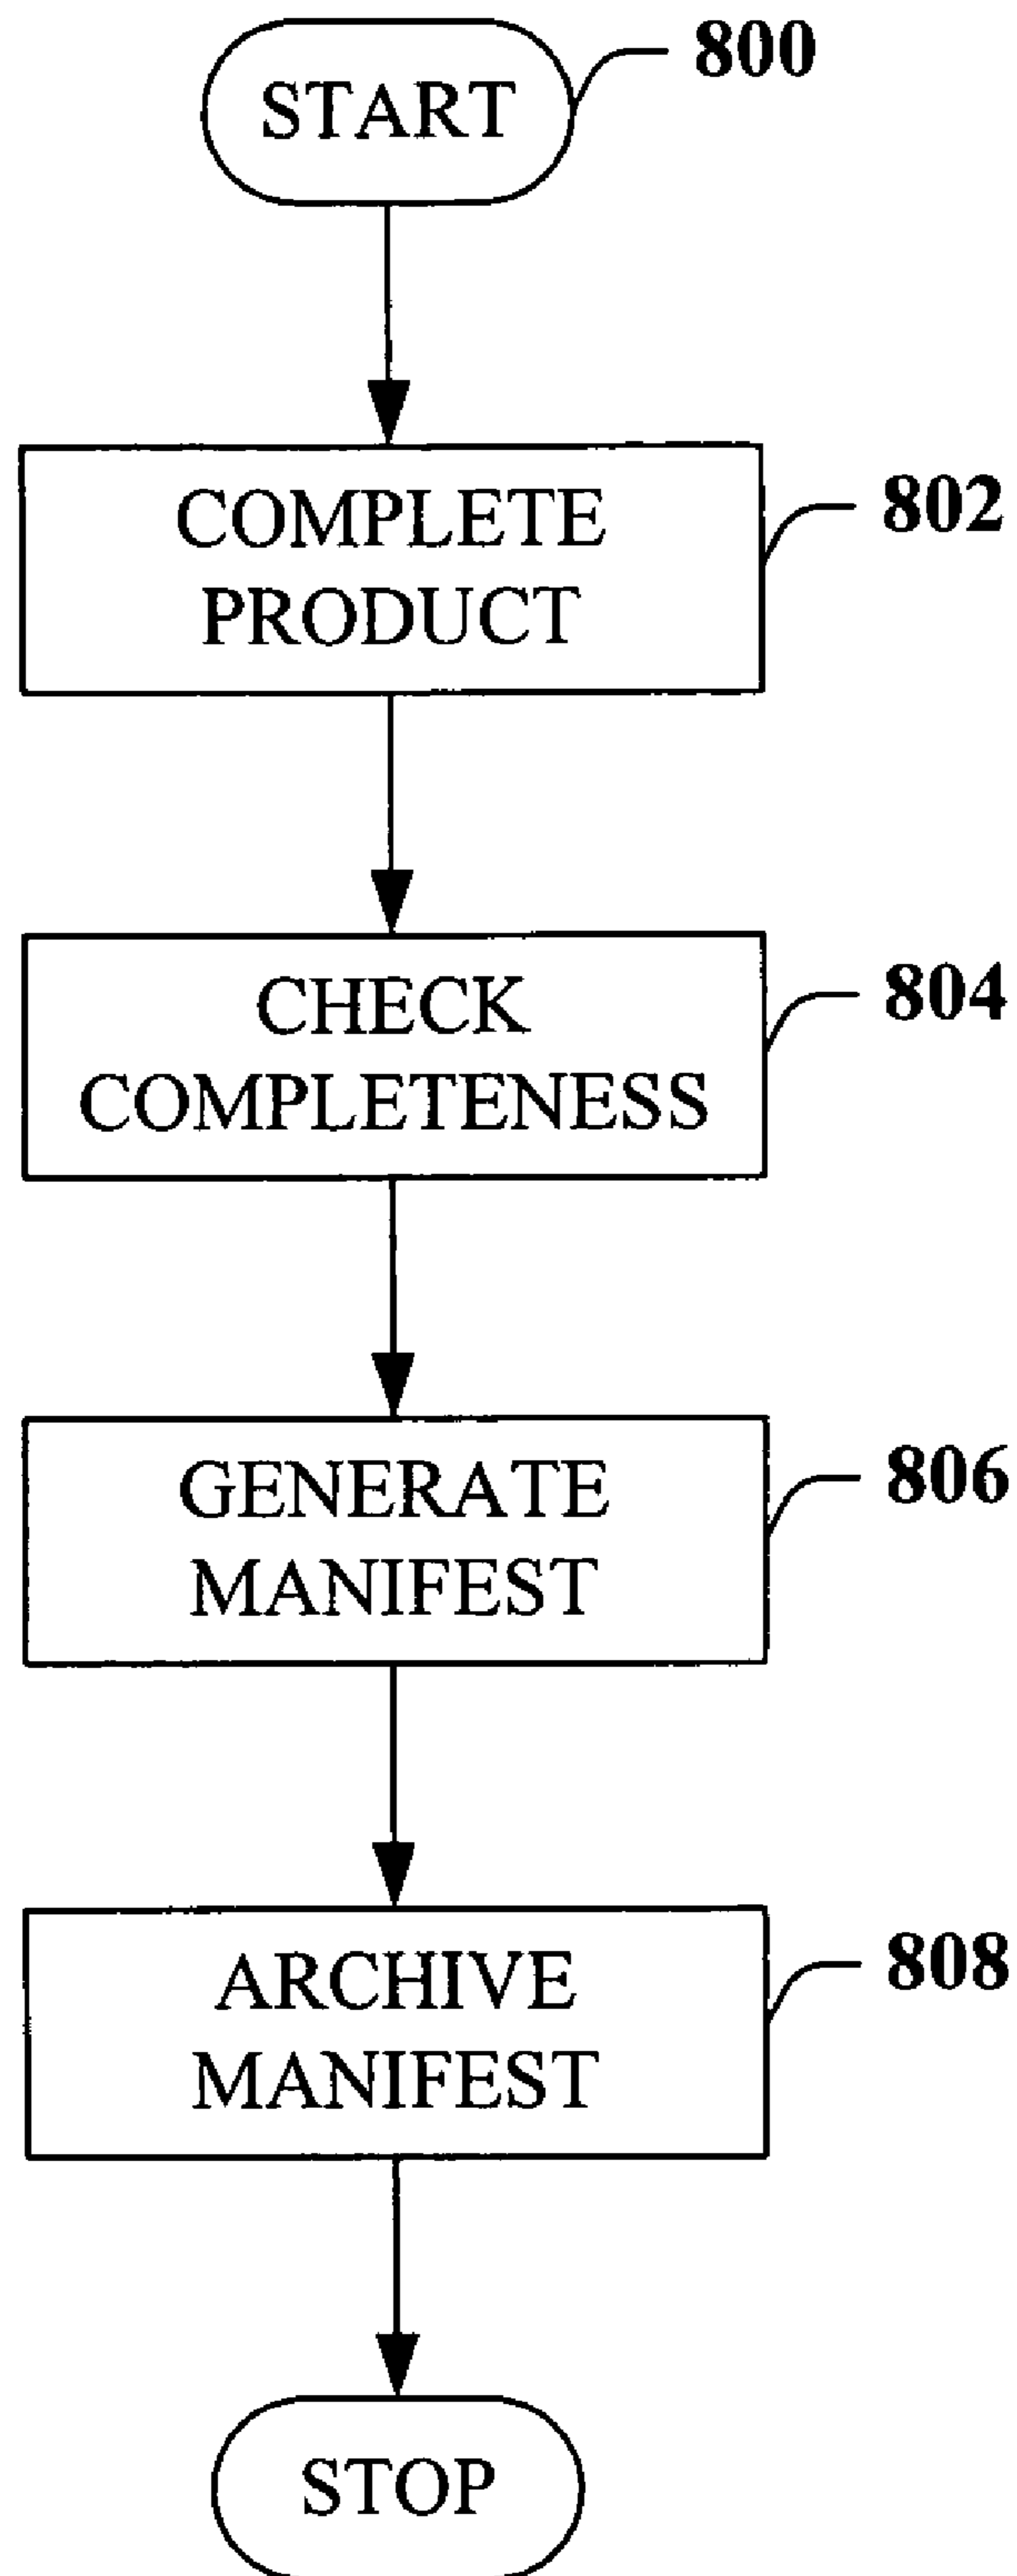 START
800
COMPLETE
PRODUCT
802
CHECK
COMPLETENESS
804
GENERATE
MANIFEST
806
ARCHIVE
MANIFEST
808
STOP